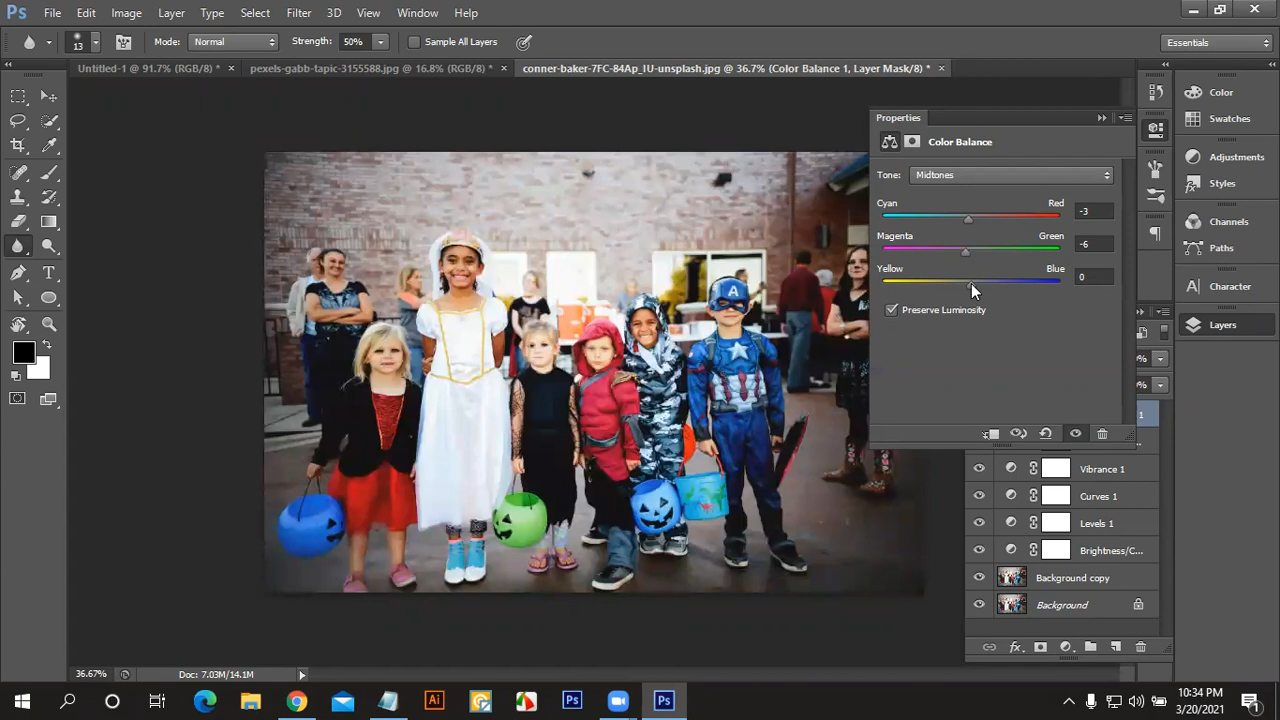 Ps File Edit Image Layer Type Select Filter 3D View Window Help
13 Mode: Normal Strength: 50% Sample All Layers Essentials
Untitled-1 @ 91.7% (RGB/8) * × pexels-gabb-tapic-3155588.jpg @ 16.8% (RGB/8) * × conner-baker-7FC-84Ap_IU-unsplash.jpg @ 36.7% (Color Balance 1, Layer Mask/8) * ×
Properties
Color Balance
Tone: Midtones
Cyan Red -3
Magenta Green -6
Yellow Blue 0
Preserve Luminosity
Color
Swatches
Adjustments
Styles
Channels
Paths
Character
Layers
1
Vibrance 1
Curves 1
Levels 1
Brightness/C...
Background copy
Background
A
36.67% Doc: 7.03M/14.1M
Ai Ps Ps
10:34 PM
3/20/2021
1